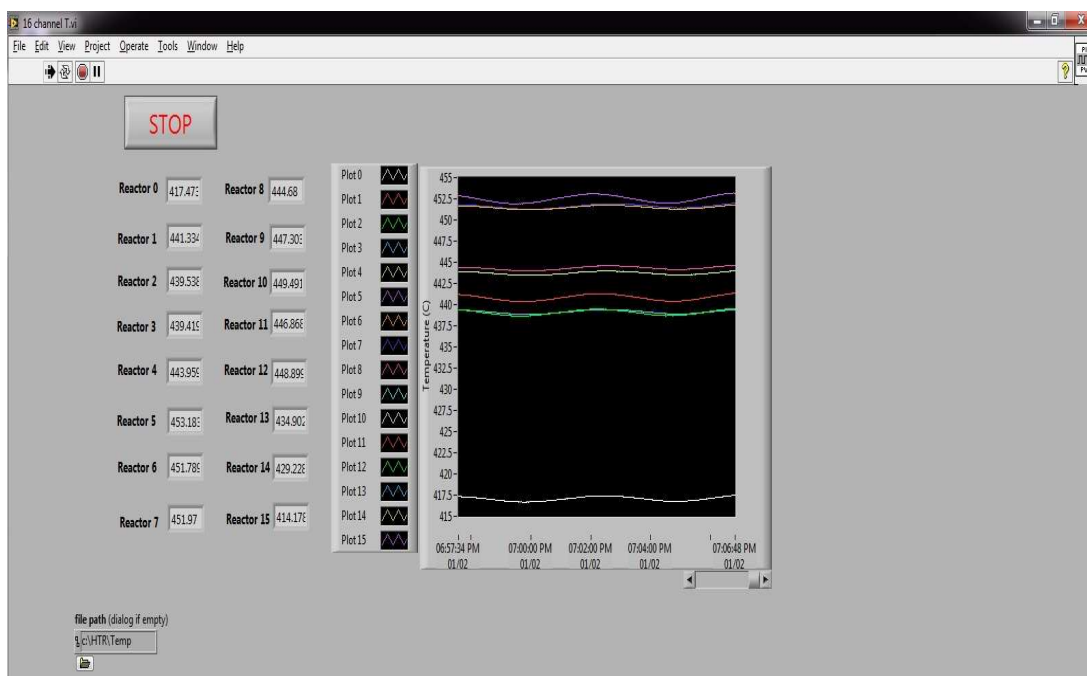 16 channel T.vi
File Edit View Project Operate Tools Window Help
STOP
Reactor 0 417.473
Reactor 1 441.334
Reactor 2 439.538
Reactor 3 439.419
Reactor 4 443.959
Reactor 5 453.183
Reactor 6 451.789
Reactor 7 451.97
Reactor 8 444.68
Reactor 9 447.303
Reactor 10 449.491
Reactor 11 446.868
Reactor 12 448.899
Reactor 13 434.902
Reactor 14 429.228
Reactor 15 414.178
Plot 0
Plot 1
Plot 2
Plot 3
Plot 4
Plot 5
Plot 6
Plot 7
Plot 8
Plot 9
Plot 10
Plot 11
Plot 12
Plot 13
Plot 14
Plot 15
Temperature (C)
455
452.5
450
447.5
445
442.5
440
437.5
435
432.5
430
427.5
425
422.5
420
417.5
415
06:57:34 PM 07:00:00 PM 07:02:00 PM 07:04:00 PM 07:06:48 PM
01/02 01/02 01/02 01/02 01/02
file path (dialog if empty)
c:\HTR\Temp